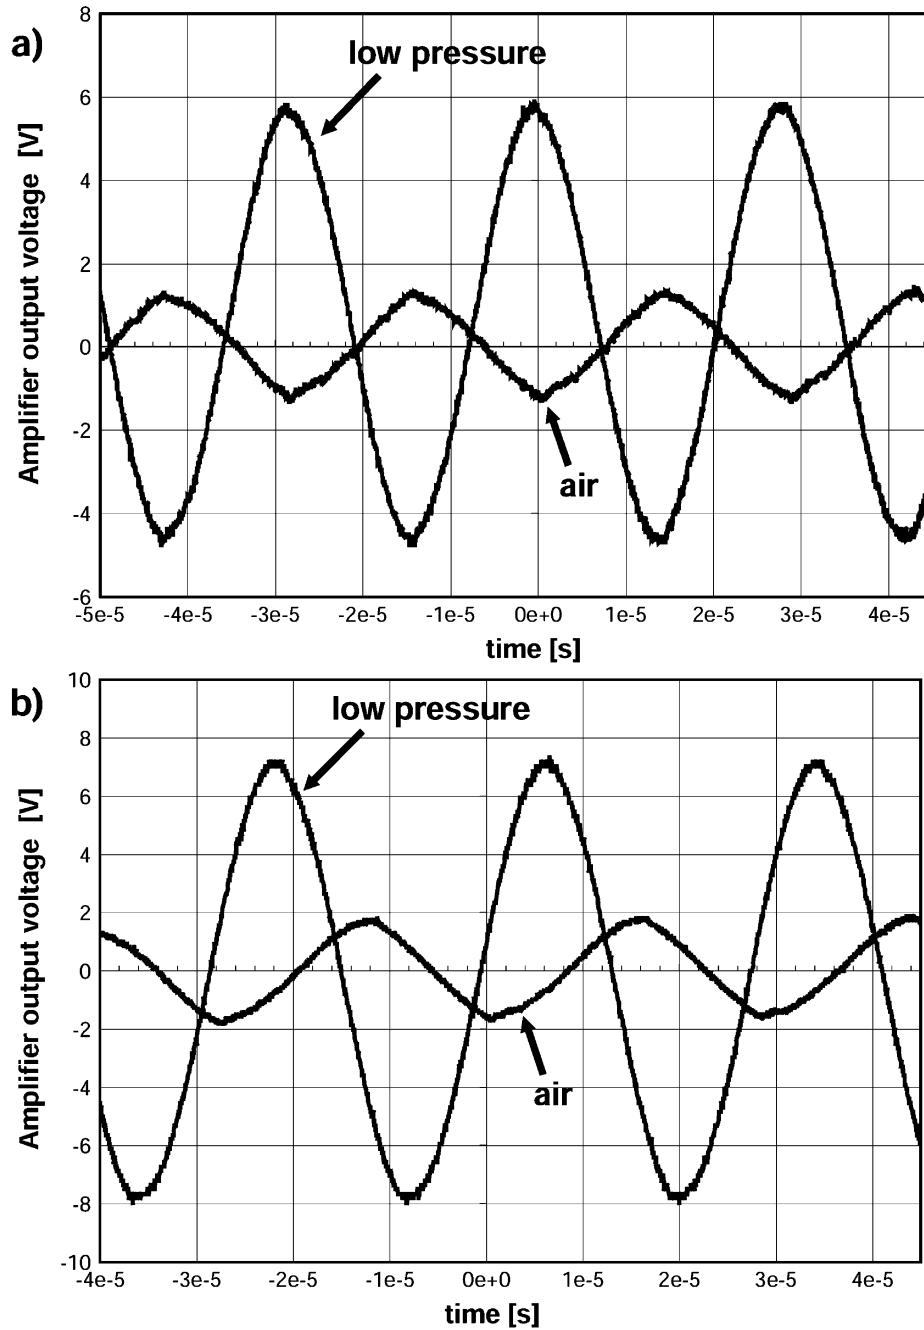 a)
low pressure
air
Amplifier output voltage [V]
8
6
4
2
0
-2
-4
-6
-5e-5 -4e-5 -3e-5 -2e-5 -1e-5 0e+0 1e-5 2e-5 3e-5 4e-5
time [s]
b)
low pressure
air
Amplifier output voltage [V]
10
8
6
4
2
0
-2
-4
-6
-8
-10
-4e-5 -3e-5 -2e-5 -1e-5 0e+0 1e-5 2e-5 3e-5 4e-5
time [s]